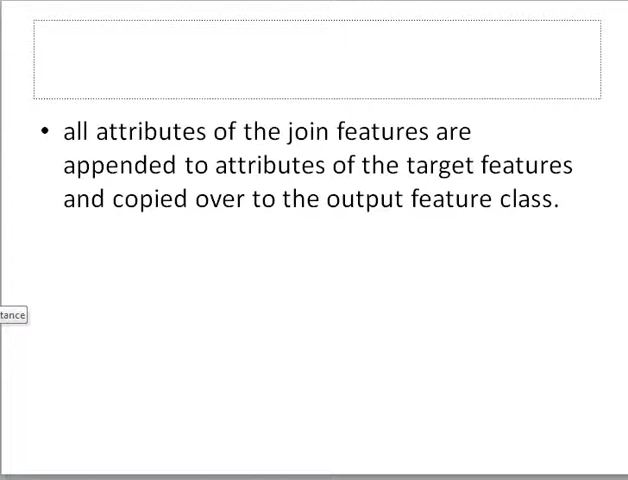 • all attributes of the join features are
appended to attributes of the target features
and copied over to the output feature class.
tance